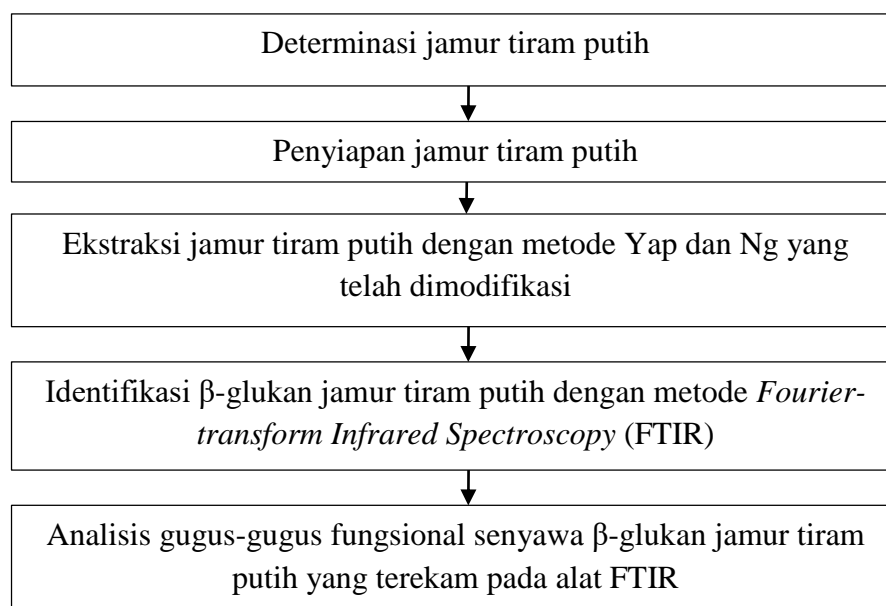 Determinasi jamur tiram putih
Penyiapan jamur tiram putih
Ekstraksi jamur tiram putih dengan metode Yap dan Ng yang
telah dimodifikasi
Identifikasi β-glukan jamur tiram putih dengan metode Fourier-
transform Infrared Spectroscopy (FTIR)
Analisis gugus-gugus fungsional senyawa β-glukan jamur tiram
putih yang terekam pada alat FTIR